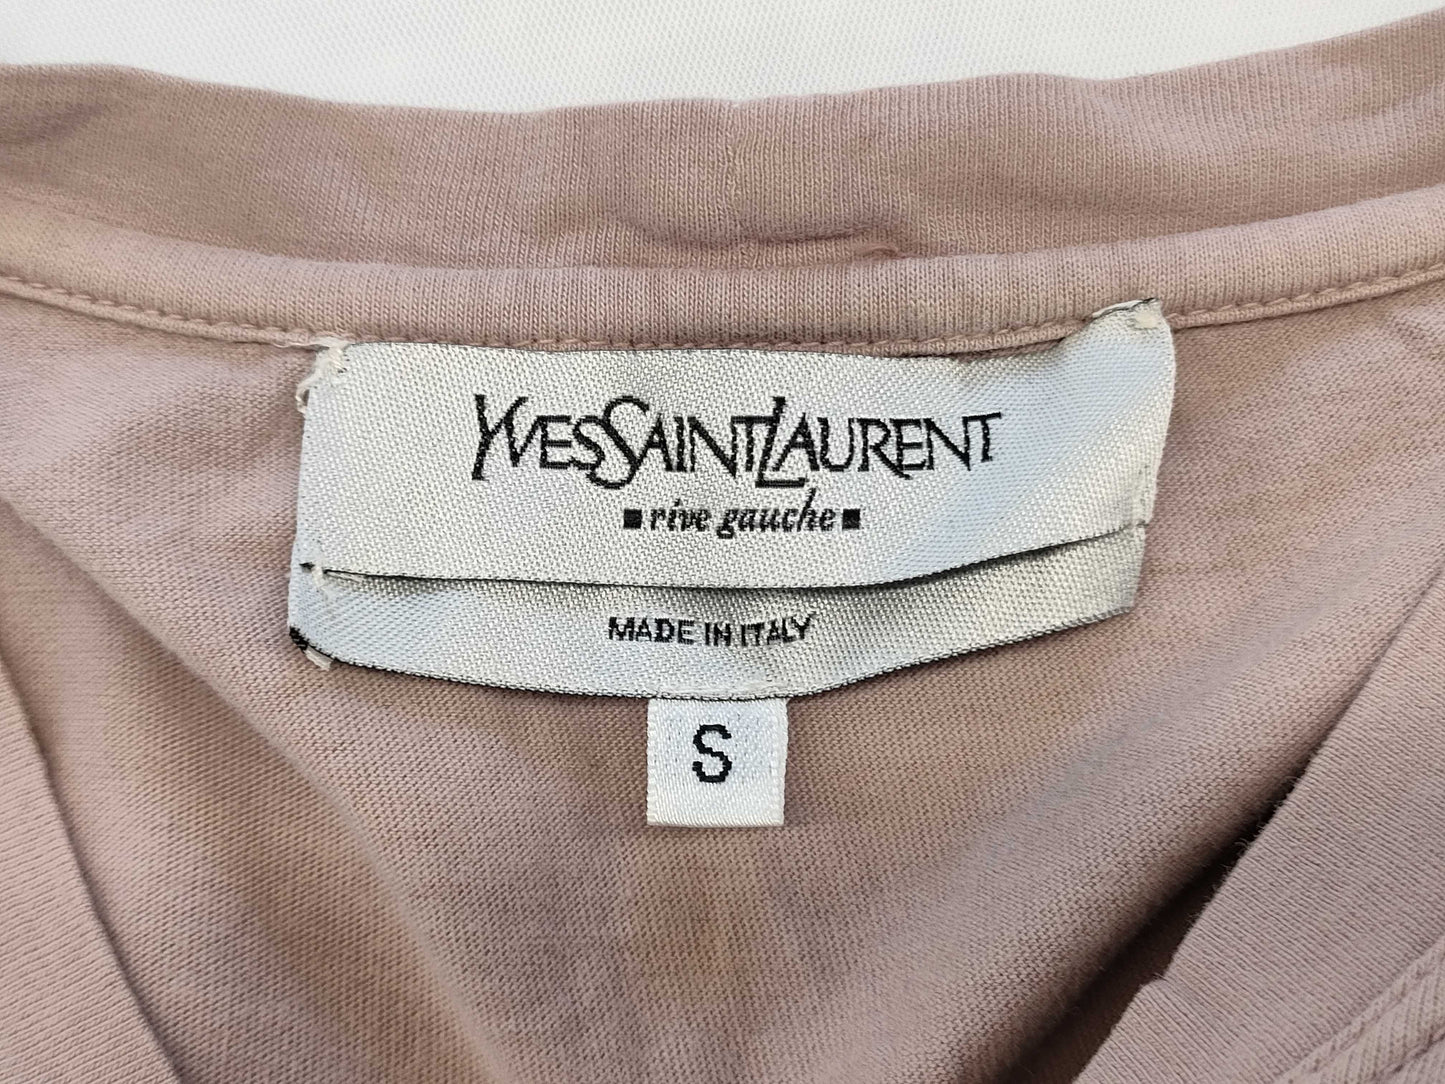 YVESSAINTLAURENT
rive gauche
MADE IN ITALY
S